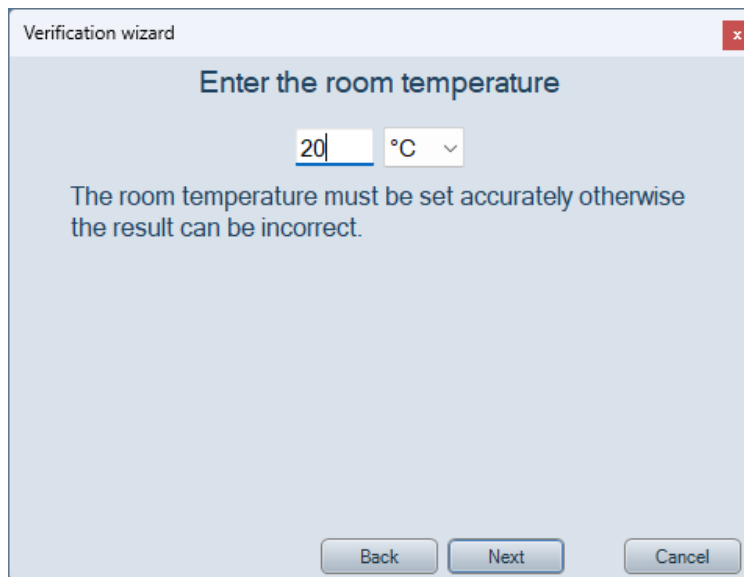 Verification wizard
x
Enter the room temperature
20 °C
The room temperature must be set accurately otherwise
the result can be incorrect.
Back Next Cancel